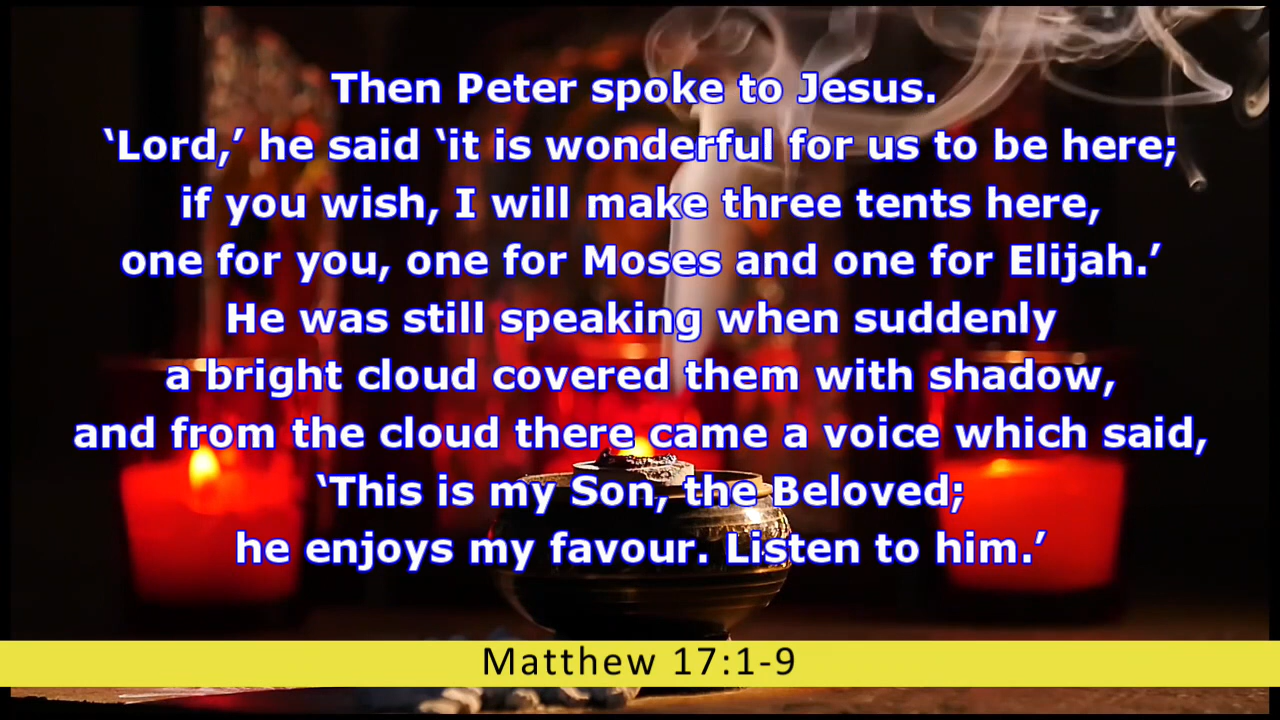 Then Peter spoke to Jesus.
‘Lord,’ he said ‘it is wonderful for us to be here;
if you wish, I will make three tents here,
one for you, one for Moses and one for Elijah.’
He was still speaking when suddenly
a bright cloud covered them with shadow,
and from the cloud there came a voice which said,
‘This is my Son, the Beloved;
he enjoys my favour. Listen to him.’
Matthew 17:1-9